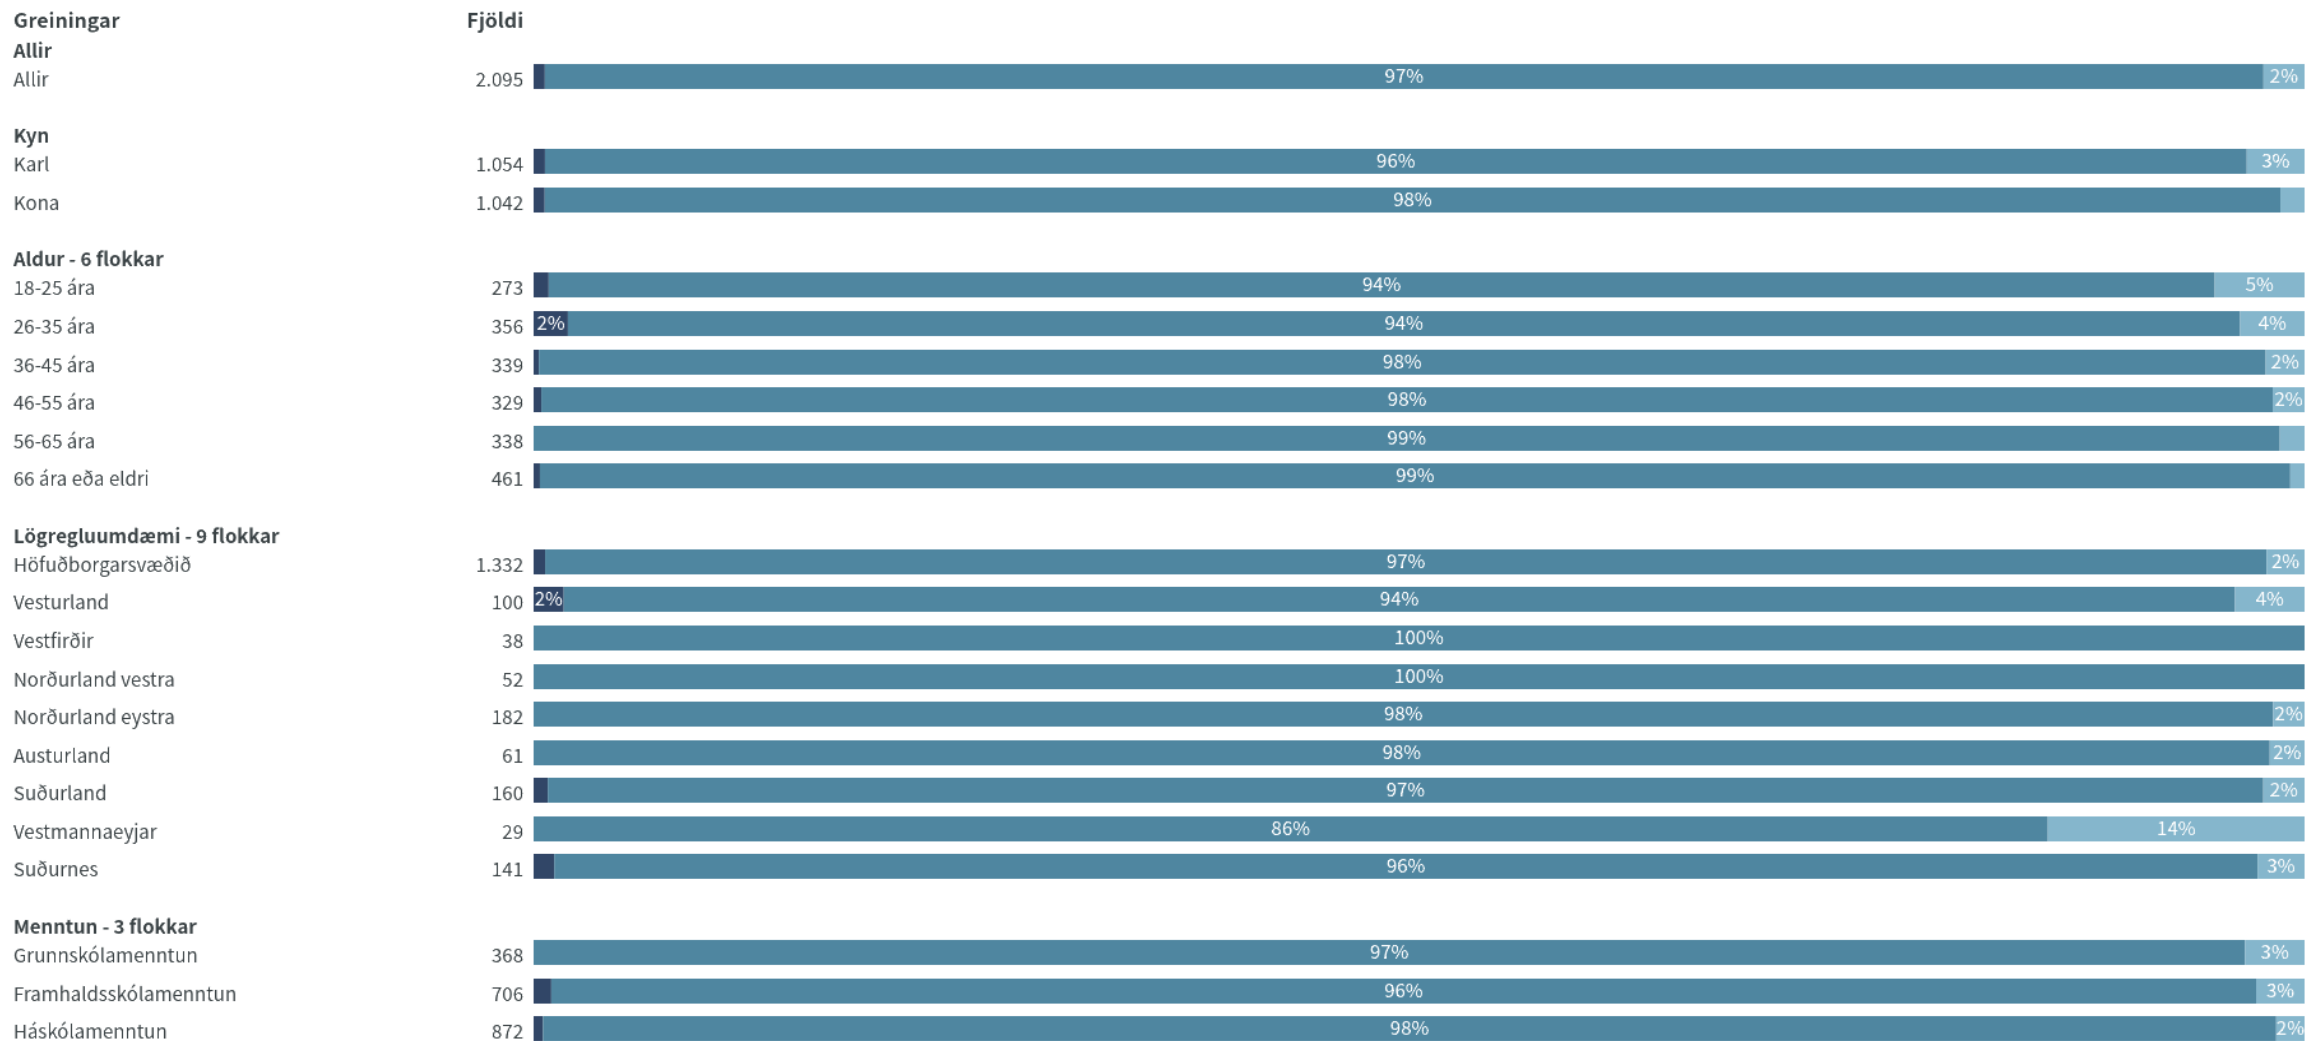 Greiningar Fjöldi
Allir
Allir 2.095 97% 2%
Kyn
Karl 1.054 96% 3%
Kona 1.042 98%
Aldur - 6 flokkar
18-25 ára 273 94% 5%
26-35 ára 356 2% 94% 4%
36-45 ára 339 98% 2%
46-55 ára 329 98% 2%
56-65 ára 338 99%
66 ára eða eldri 461 99%
Lögregluumdæmi - 9 flokkar
Höfuðborgarsvæðið 1.332 97% 2%
Vesturland 100 2% 94% 4%
Vestfirðir 38 100%
Norðurland vestra 52 100%
Norðurland eystra 182 98% 2%
Austurland 61 98% 2%
Suðurland 160 97% 2%
Vestmannaeyjar 29 86% 14%
Suðurnes 141 96% 3%
Menntun - 3 flokkar
Grunnskólamenntun 368 97% 3%
Framhaldsskólamenntun 706 96% 3%
Háskólamenntun 872 98% 2%